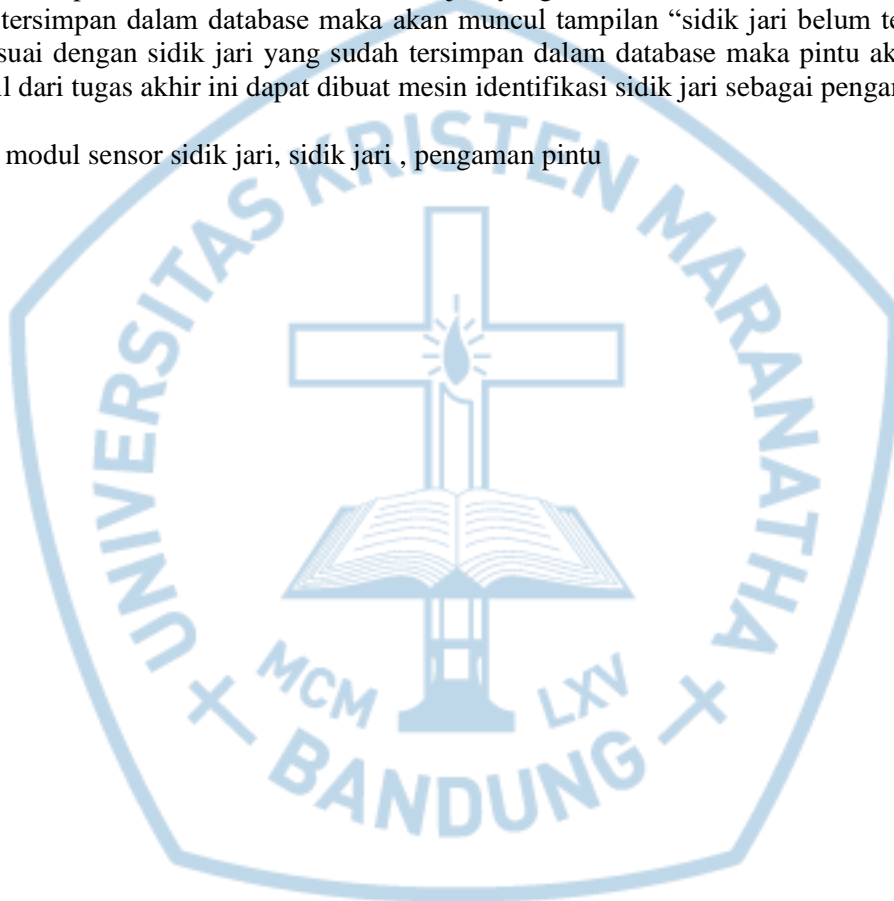 tersimpan dalam database maka akan muncul tampilan “sidik jari belum
suai dengan sidik jari yang sudah tersimpan dalam database maka pintu
dari tugas akhir ini dapat dibuat mesin identifikasi sidik jari sebagai
modul sensor sidik jari, sidik jari , pengaman pintu
UNIVERSITAS KRISTEN MARANATHA
MCM LXV
BANDUNG